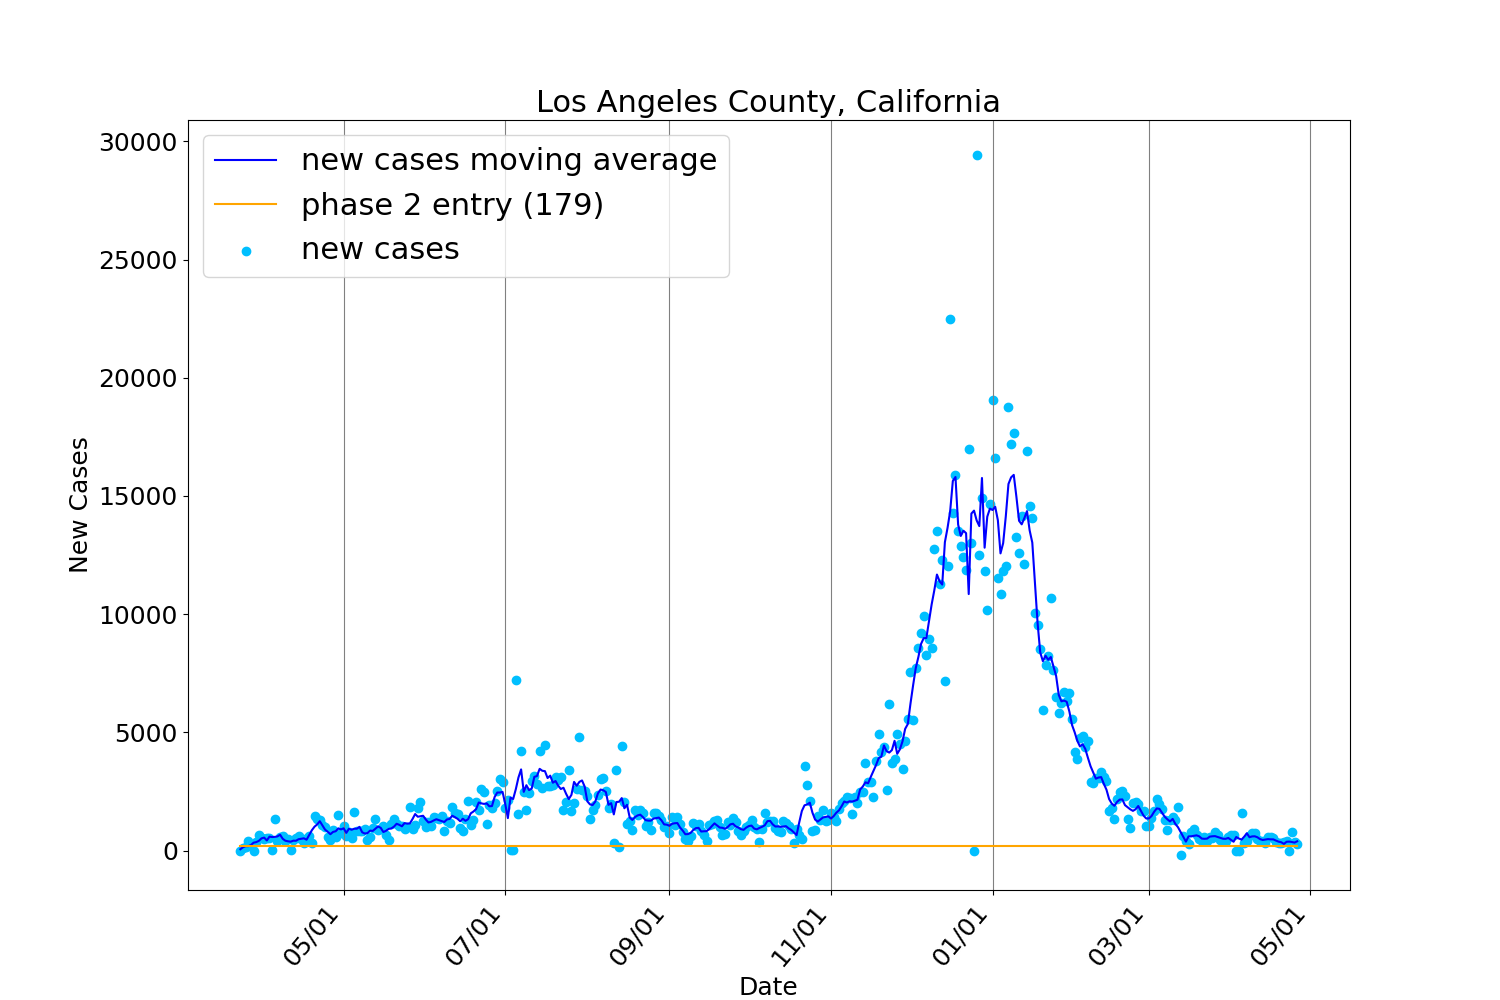 Los Angeles County, California
30000
25000
20000
15000
10000
5000
0
New Cases
new cases moving average
phase 2 entry (179)
new cases
05/01
07/01
09/01
11/01
01/01
03/01
05/01
Date